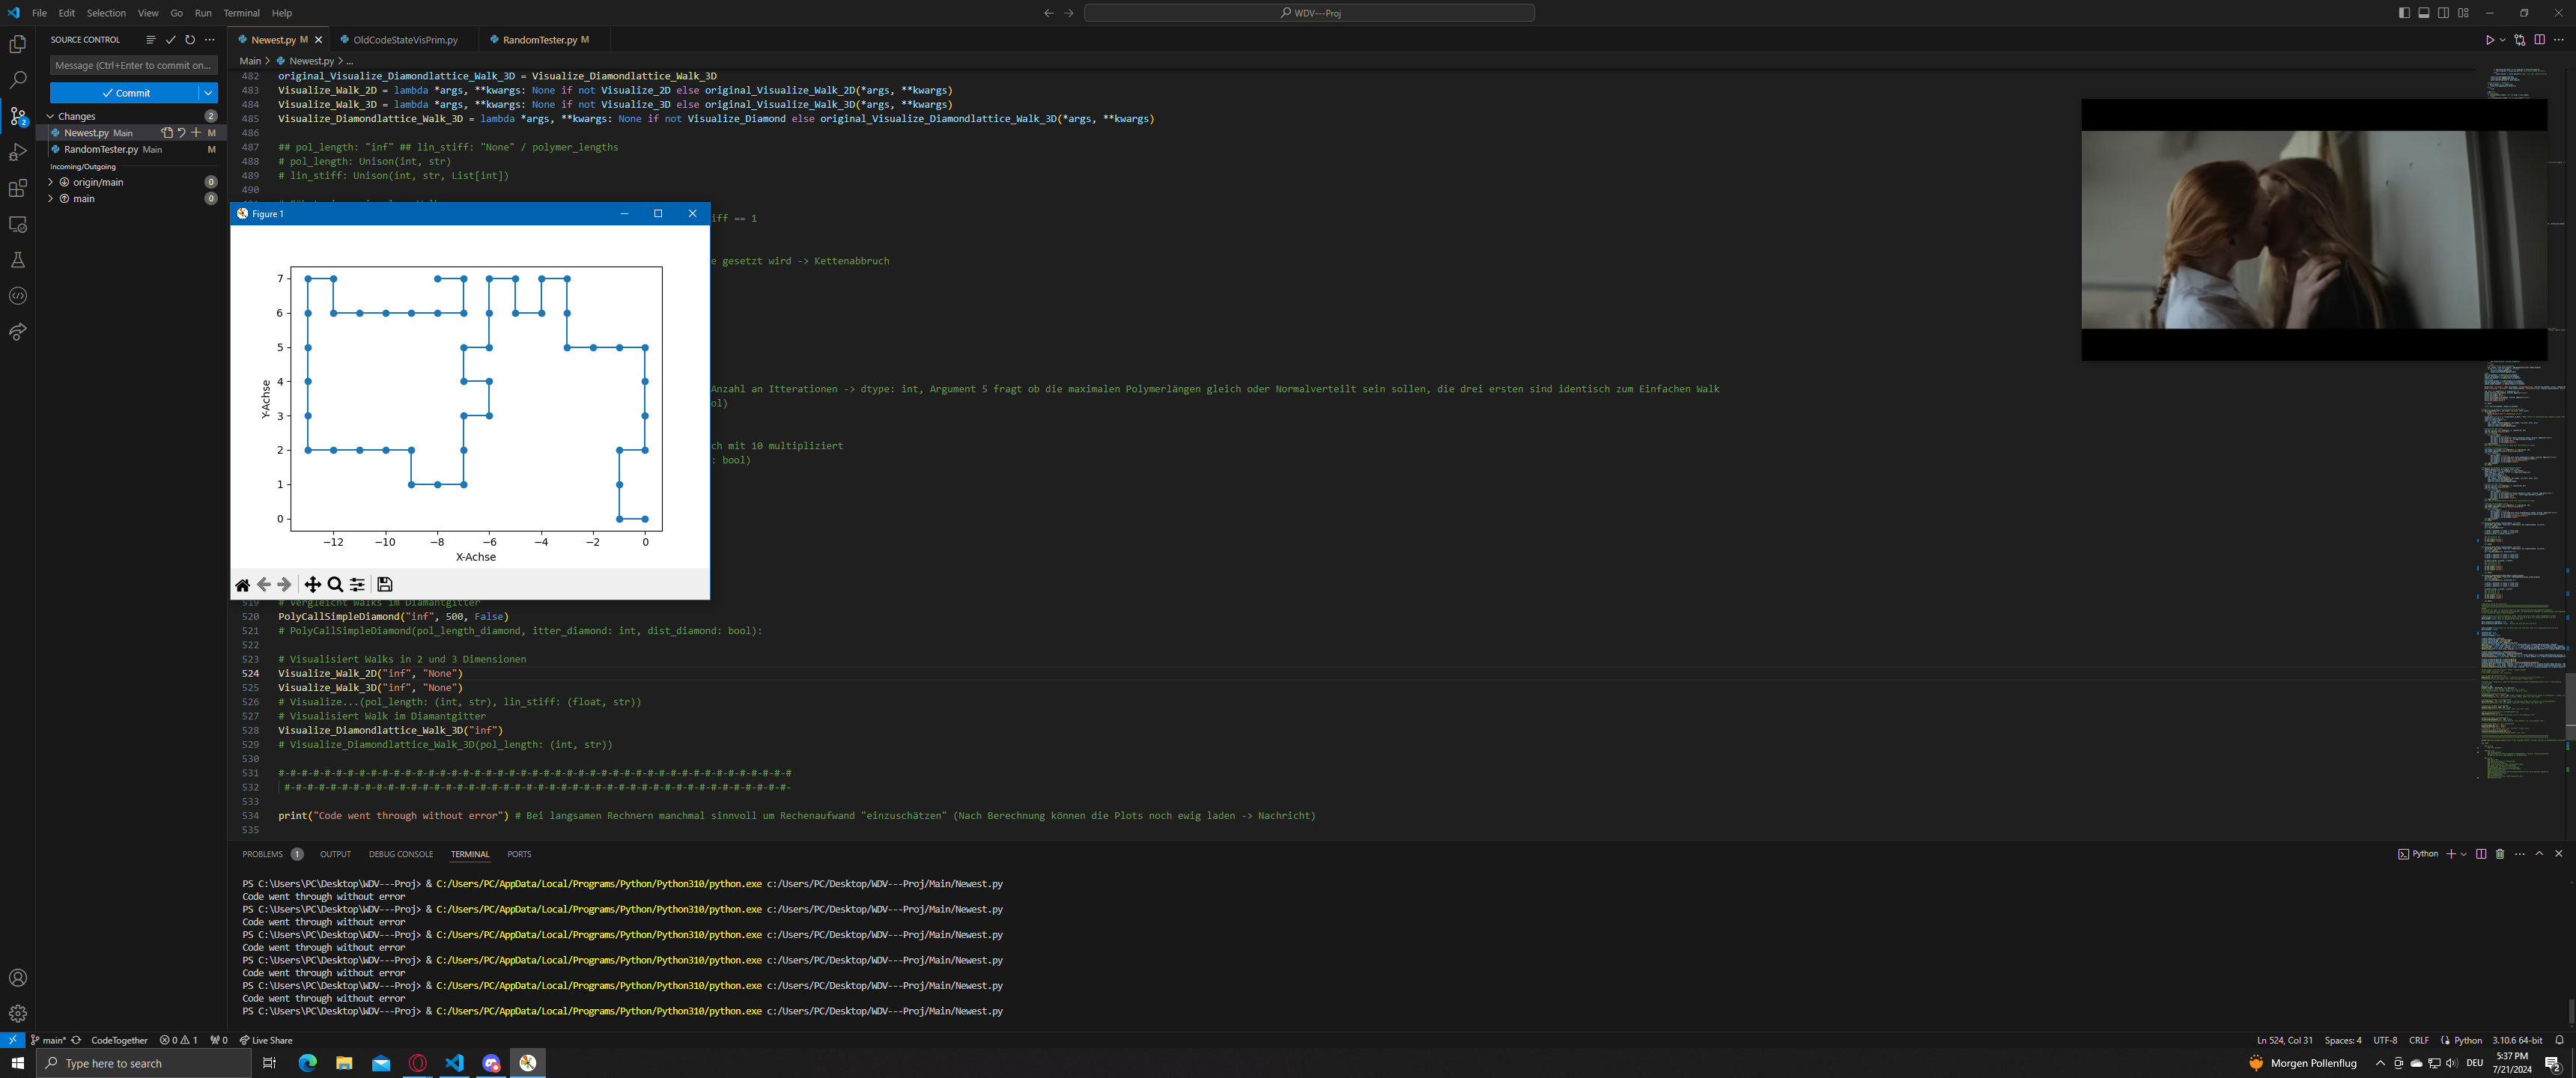 File Edit Selection View Go Run Terminal Help
WDV---Proj
SOURCE CONTROL
Message (Ctrl+Enter to commit on...
Commit
Changes 2
Newest.py Main M
RandomTester.py Main M
Incoming/Outgoing
origin/main 0
main 0
Newest.py M
OldCodeStateVisPrim.py
RandomTester.py M
Main > Newest.py > ...
482 original_Visualize_Diamondlattice_Walk_3D = Visualize_Diamondlattice_Walk_3D
483 Visualize_Walk_2D = lambda *args, **kwargs: None if not Visualize_2D else original_Visualize_Walk_2D(*args, **kwargs)
484 Visualize_Walk_3D = lambda *args, **kwargs: None if not Visualize_3D else original_Visualize_Walk_3D(*args, **kwargs)
485 Visualize_Diamondlattice_Walk_3D = lambda *args, **kwargs: None if not Visualize_Diamond else original_Visualize_Diamondlattice_Walk_3D(*args, **kwargs)
486
487 ## pol_length: "inf" ## lin_stiff: "None" / polymer_lengths
488 # pol_length: Unison(int, str)
489 # lin_stiff: Unison(int, str, List[int])
490
iff == 1
e gesetzt wird -> Kettenabbruch
Anzahl an Itterationen -> dtype: int, Argument 5 fragt ob die maximalen Polymerlängen gleich oder Normalverteilt sein sollen, die drei ersten sind identisch zum Einfachen Walk
ol)
ch mit 10 multipliziert
: bool)
Figure 1
7
6
5
4
3
2
1
0
Y-Achse
−12 −10 −8 −6 −4 −2 0
X-Achse
519 # Vergleicht Walks im Diamantgitter
520 PolyCallSimpleDiamond("inf", 500, False)
521 # PolyCallSimpleDiamond(pol_length_diamond, itter_diamond: int, dist_diamond: bool):
522
523 # Visualisiert Walks in 2 und 3 Dimensionen
524 Visualize_Walk_2D("inf", "None")
525 Visualize_Walk_3D("inf", "None")
526 # Visualize...(pol_length: (int, str), lin_stiff: (float, str))
527 # Visualisiert Walk im Diamantgitter
528 Visualize_Diamondlattice_Walk_3D("inf")
529 # Visualize_Diamondlattice_Walk_3D(pol_length: (int, str))
530
531 #-#-#-#-#-#-#-#-#-#-#-#-#-#-#-#-#-#-#-#-#-#-#-#-#-#-#-#-#-#-#-#-#-#-#-#-#-#-#-#-#-#-#-#-#
532 #-#-#-#-#-#-#-#-#-#-#-#-#-#-#-#-#-#-#-#-#-#-#-#-#-#-#-#-#-#-#-#-#-#-#-#-#-#-#-#-#-#-#-#-
533
534 print("Code went through without error") # Bei langsamen Rechnern manchmal sinnvoll um Rechenaufwand "einzuschätzen" (Nach Berechnung können die Plots noch ewig laden -> Nachricht)
535
PROBLEMS 1 OUTPUT DEBUG CONSOLE TERMINAL PORTS
Python
PS C:\Users\PC\Desktop\WDV---Proj> & C:/Users/PC/AppData/Local/Programs/Python/Python310/python.exe c:/Users/PC/Desktop/WDV---Proj/Main/Newest.py
Code went through without error
PS C:\Users\PC\Desktop\WDV---Proj> & C:/Users/PC/AppData/Local/Programs/Python/Python310/python.exe c:/Users/PC/Desktop/WDV---Proj/Main/Newest.py
Code went through without error
PS C:\Users\PC\Desktop\WDV---Proj> & C:/Users/PC/AppData/Local/Programs/Python/Python310/python.exe c:/Users/PC/Desktop/WDV---Proj/Main/Newest.py
Code went through without error
PS C:\Users\PC\Desktop\WDV---Proj> & C:/Users/PC/AppData/Local/Programs/Python/Python310/python.exe c:/Users/PC/Desktop/WDV---Proj/Main/Newest.py
Code went through without error
PS C:\Users\PC\Desktop\WDV---Proj> & C:/Users/PC/AppData/Local/Programs/Python/Python310/python.exe c:/Users/PC/Desktop/WDV---Proj/Main/Newest.py
Code went through without error
PS C:\Users\PC\Desktop\WDV---Proj> & C:/Users/PC/AppData/Local/Programs/Python/Python310/python.exe c:/Users/PC/Desktop/WDV---Proj/Main/Newest.py
main* CodeTogether 0 1 0 Live Share
Ln 524, Col 31 Spaces: 4 UTF-8 CRLF Python 3.10.6 64-bit
Type here to search
Morgen Pollenflug
DEU
5:37 PM
7/21/2024
2